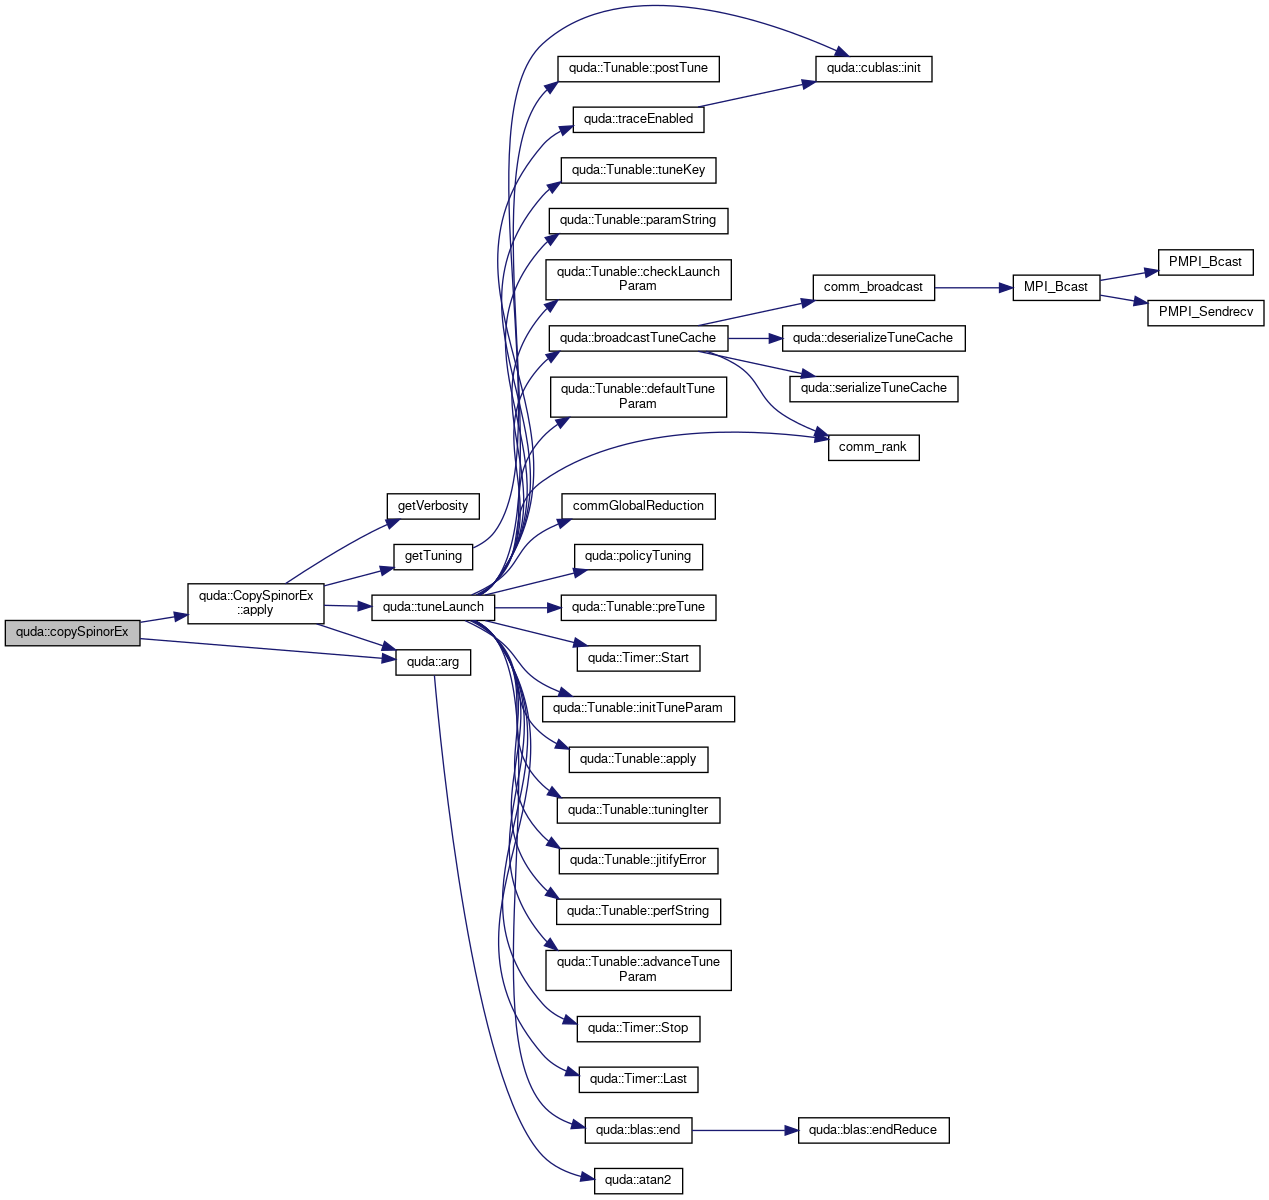 quda::copySpinorEx
quda::CopySpinorEx
::apply
getVerbosity
getTuning
quda::tuneLaunch
quda::arg
quda::Tunable::postTune
quda::traceEnabled
quda::Tunable::tuneKey
quda::Tunable::paramString
quda::Tunable::checkLaunch
Param
quda::broadcastTuneCache
quda::Tunable::defaultTune
Param
commGlobalReduction
quda::policyTuning
quda::Tunable::preTune
quda::Timer::Start
quda::Tunable::initTuneParam
quda::Tunable::apply
quda::Tunable::tuningIter
quda::Tunable::jitifyError
quda::Tunable::perfString
quda::Tunable::advanceTune
Param
quda::Timer::Stop
quda::Timer::Last
quda::blas::end
quda::atan2
quda::cublas::init
comm_broadcast
quda::deserializeTuneCache
quda::serializeTuneCache
comm_rank
quda::blas::endReduce
MPI_Bcast
PMPI_Bcast
PMPI_Sendrecv